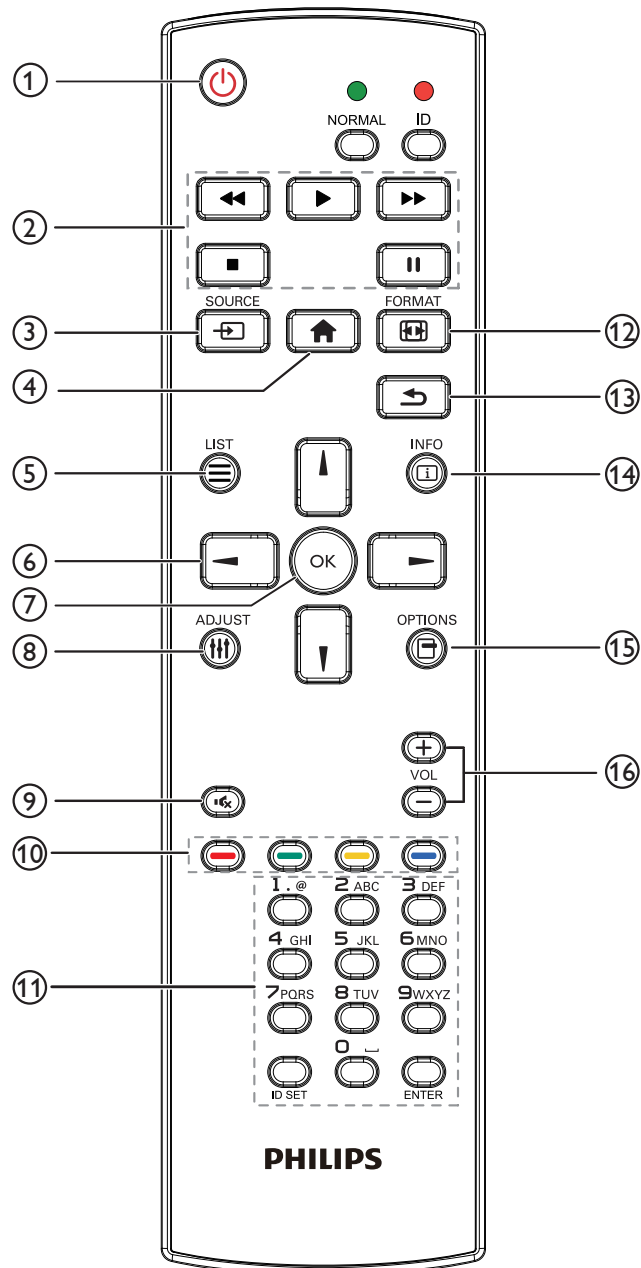 1
NORMAL ID
2
SOURCE FORMAT
3
12
4
13
LIST INFO
5
i
14
6
OK
7
ADJUST OPTIONS
8
15
+
VOL
16
9
−
10
1 . @ 2 ABC 3 DEF
4 GHI 5 JKL 6 MNO
11
7 PQRS 8 TUV 9 WXYZ
0 ⎵
ID SET ENTER
PHILIPS